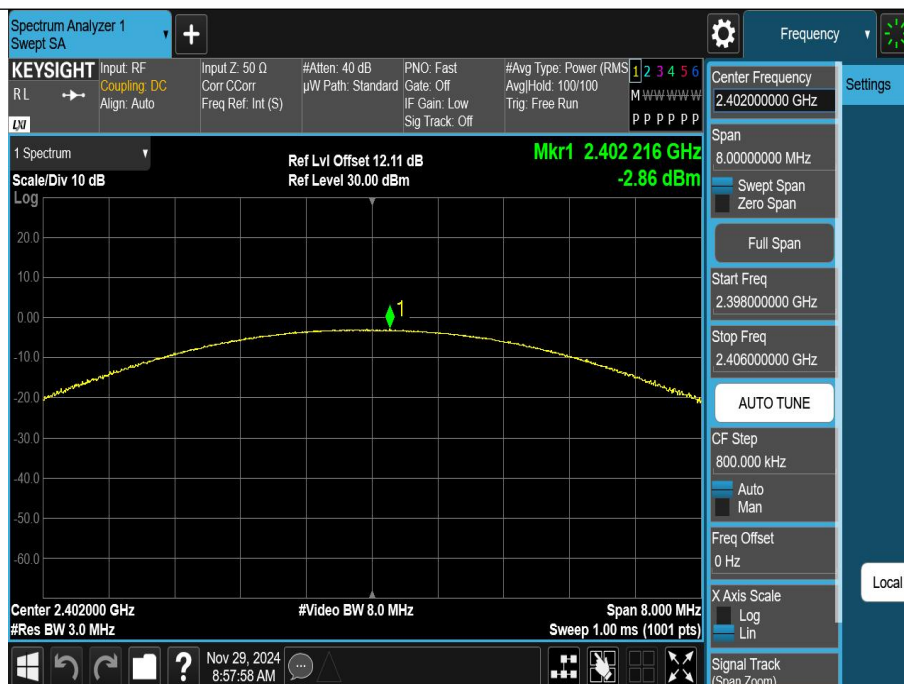 Spectrum Analyzer 1
Swept SA
+
Frequency
KEYSIGHT
R L
LXI
Input: RF
Coupling: DC
Align: Auto
Input Z: 50 Ω
Corr CCorr
Freq Ref: Int (S)
#Atten: 40 dB
µW Path: Standard
PNO: Fast
Gate: Off
IF Gain: Low
Sig Track: Off
#Avg Type: Power (RMS
Avg|Hold: 100/100
Trig: Free Run
1 2 3 4 5 6
M W W W W W
P P P P P P
1 Spectrum
Scale/Div 10 dB
Ref Lvl Offset 12.11 dB
Ref Level 30.00 dBm
Mkr1 2.402 216 GHz
-2.86 dBm
Log
20.0
10.0
0.00
-10.0
-20.0
-30.0
-40.0
-50.0
-60.0
1
Center 2.402000 GHz
#Res BW 3.0 MHz
#Video BW 8.0 MHz
Span 8.000 MHz
Sweep 1.00 ms (1001 pts)
?
Nov 29, 2024
8:57:58 AM
Center Frequency
2.402000000 GHz
Span
8.00000000 MHz
Swept Span
Zero Span
Full Span
Start Freq
2.398000000 GHz
Stop Freq
2.406000000 GHz
AUTO TUNE
CF Step
800.000 kHz
Auto
Man
Freq Offset
0 Hz
X Axis Scale
Log
Lin
Signal Track
(Span Zoom)
Settings
Local